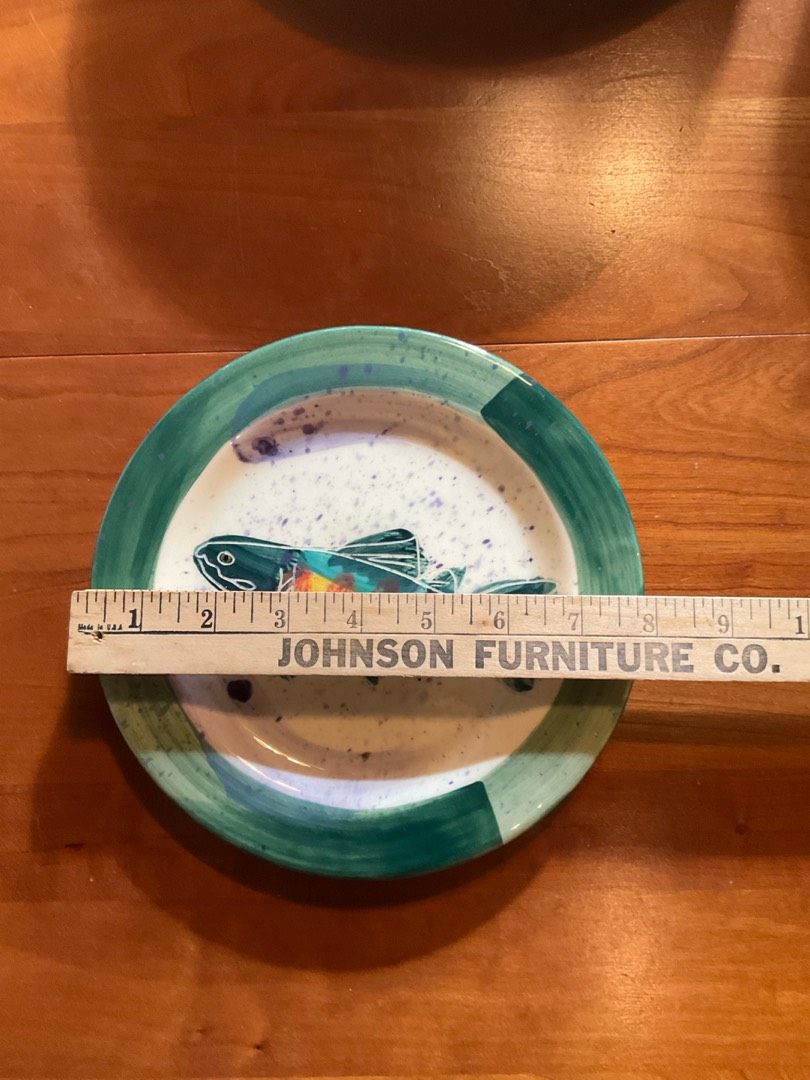 1 2 3 4 5 6 7 8 9 1
Made in U.S.A.
JOHNSON FURNITURE CO.